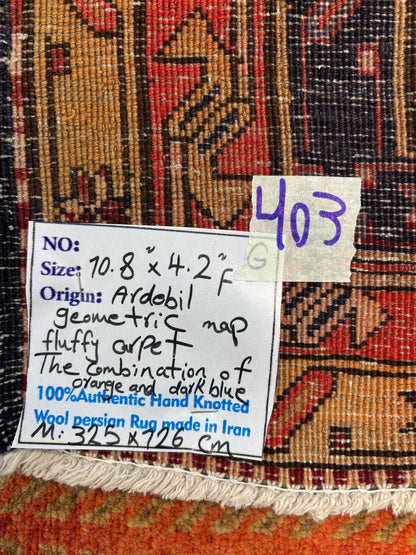 403
G
NO:
Size: 10.8" x 4.2" F
Origin: Ardebil
geometric map
fluffy carpet
The combination of
orange and dark blue
100%Authentic Hand Knotted
Wool persian Rug made in Iran
M: 325 x 126 cm